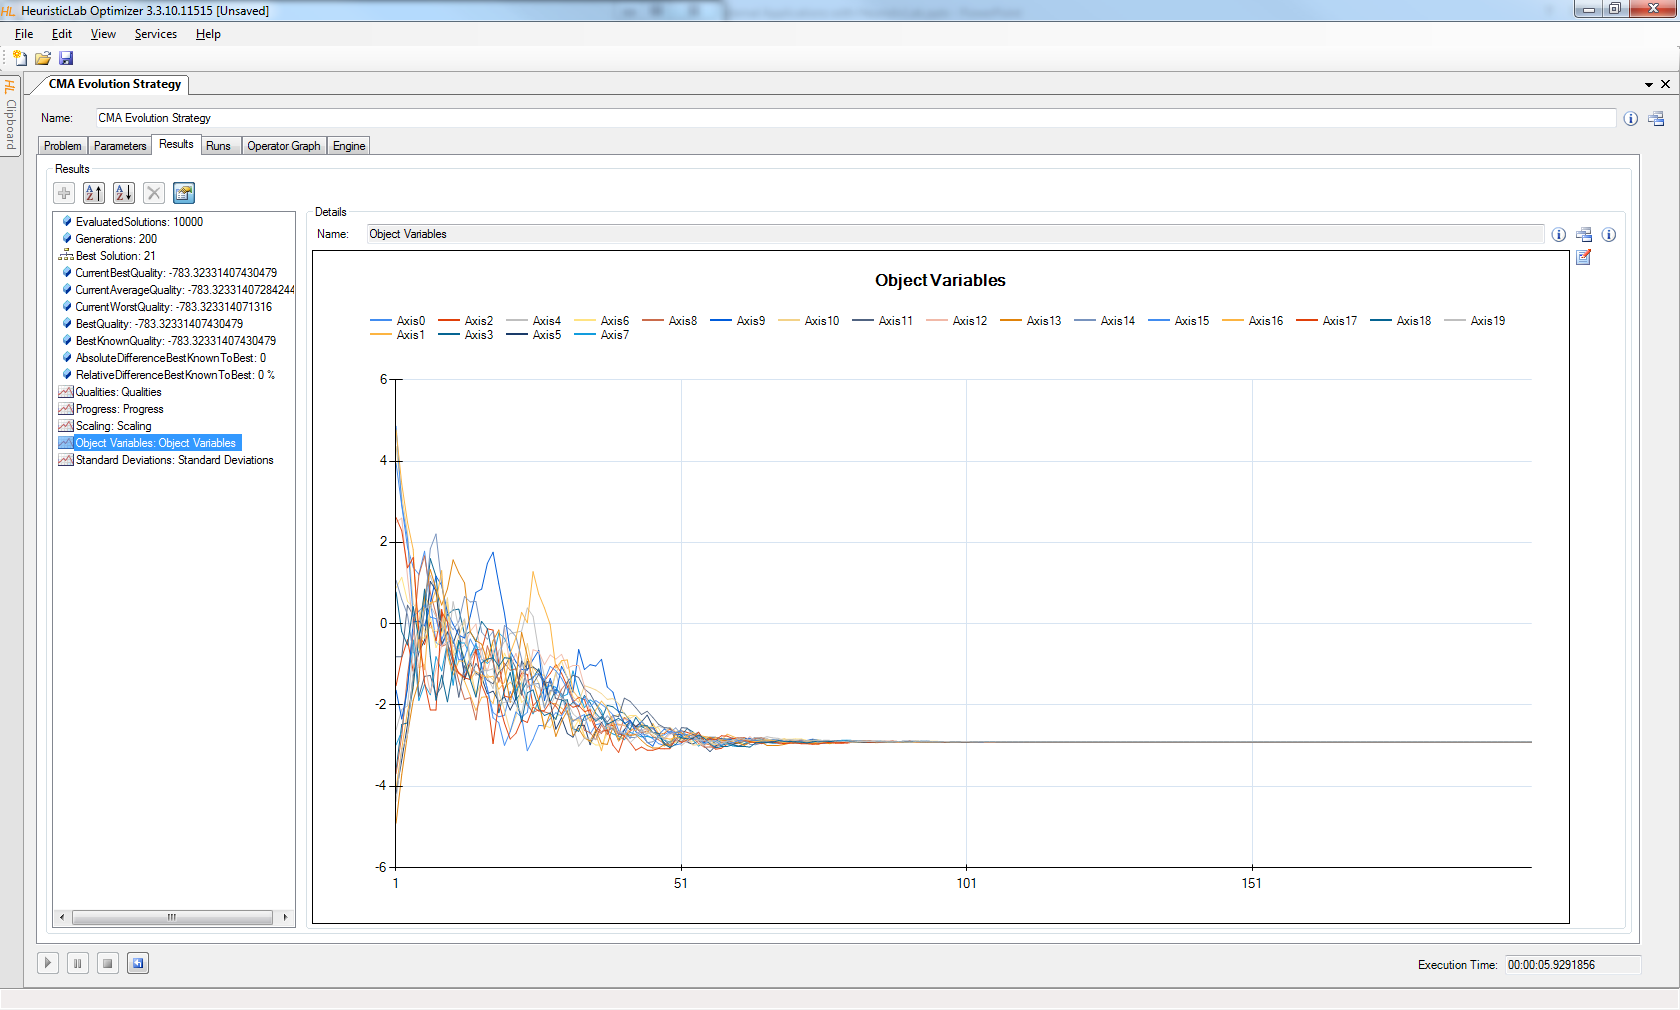 HL HeuristicLab Optimizer 3.3.10.11515 [Unsaved]
File Edit View Services Help
HL Clipboard
CMA Evolution Strategy
Name: CMA Evolution Strategy
Problem Parameters Results Runs Operator Graph Engine
Results
EvaluatedSolutions: 10000
Generations: 200
Best Solution: 21
CurrentBestQuality: -783.32331407430479
CurrentAverageQuality: -783.32331407284244
CurrentWorstQuality: -783.323314071316
BestQuality: -783.32331407430479
BestKnownQuality: -783.32331407430479
AbsoluteDifferenceBestKnownToBest: 0
RelativeDifferenceBestKnownToBest: 0 %
Qualities: Qualities
Progress: Progress
Scaling: Scaling
Object Variables: Object Variables
Standard Deviations: Standard Deviations
Details
Name: Object Variables
Object Variables
Axis0 Axis2 Axis4 Axis6 Axis8 Axis9 Axis10 Axis11 Axis12 Axis13 Axis14 Axis15 Axis16 Axis17 Axis18 Axis19
Axis1 Axis3 Axis5 Axis7
6
4
2
0
-2
-4
-6
1 51 101 151
Execution Time: 00:00:05.9291856